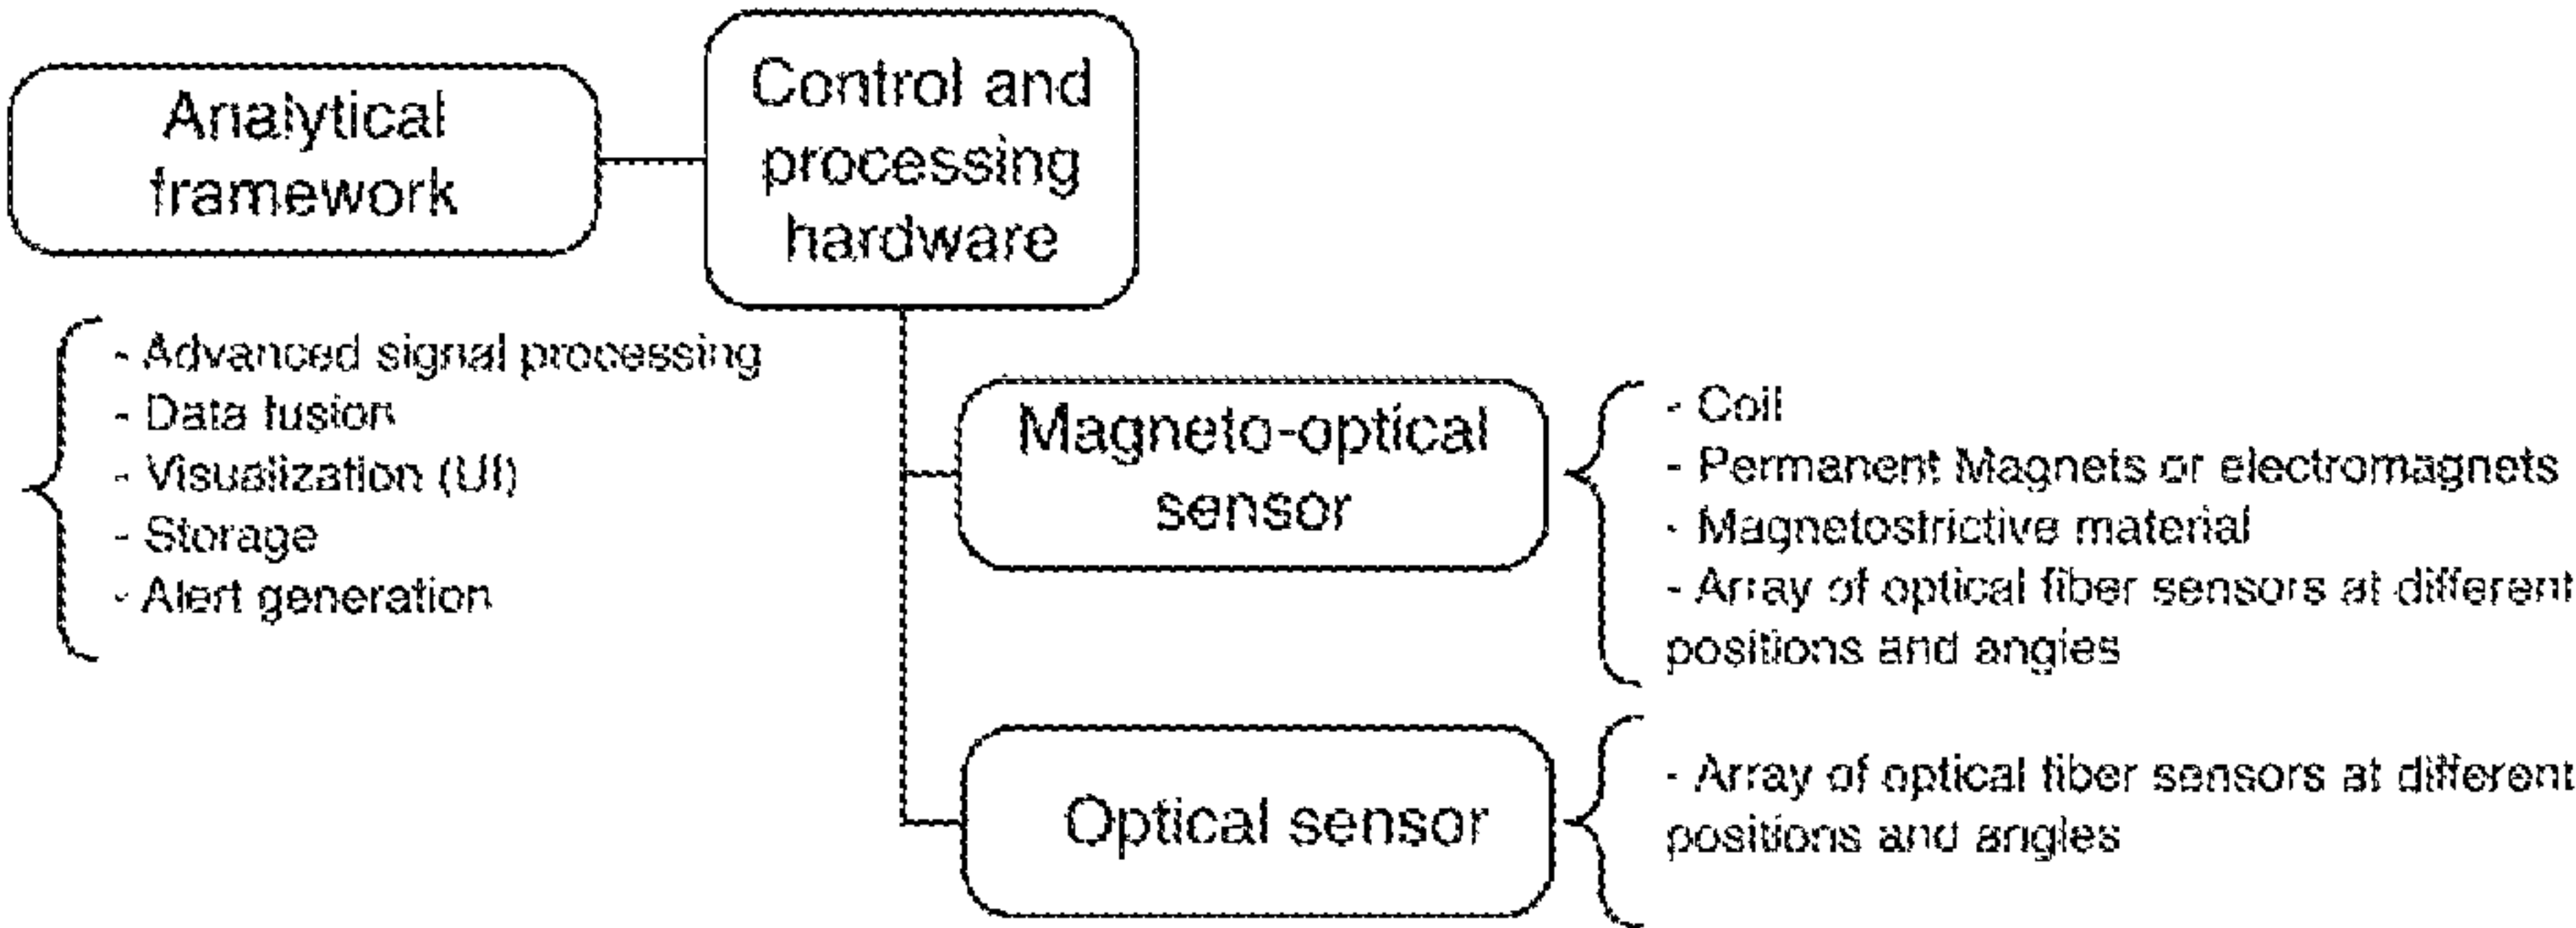 Analytical
framework
Control and
processing
hardware
- Advanced signal processing
- Data fusion
- Visualization (UI)
- Storage
- Alert generation
Magneto-optical
sensor
- Coil
- Permanent Magnets or electromagnets
- Magnetostrictive material
- Array of optical fiber sensors at different
positions and angles
Optical sensor
- Array of optical fiber sensors at different
positions and angles